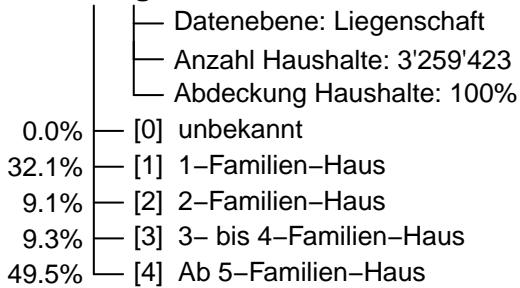 Datenebene: Liegenschaft
Anzahl Haushalte: 3'259'423
Abdeckung Haushalte: 100%
0.0% [0] unbekannt
32.1% [1] 1−Familien−Haus
9.1% [2] 2−Familien−Haus
9.3% [3] 3− bis 4−Familien−Haus
49.5% [4] Ab 5−Familien−Haus